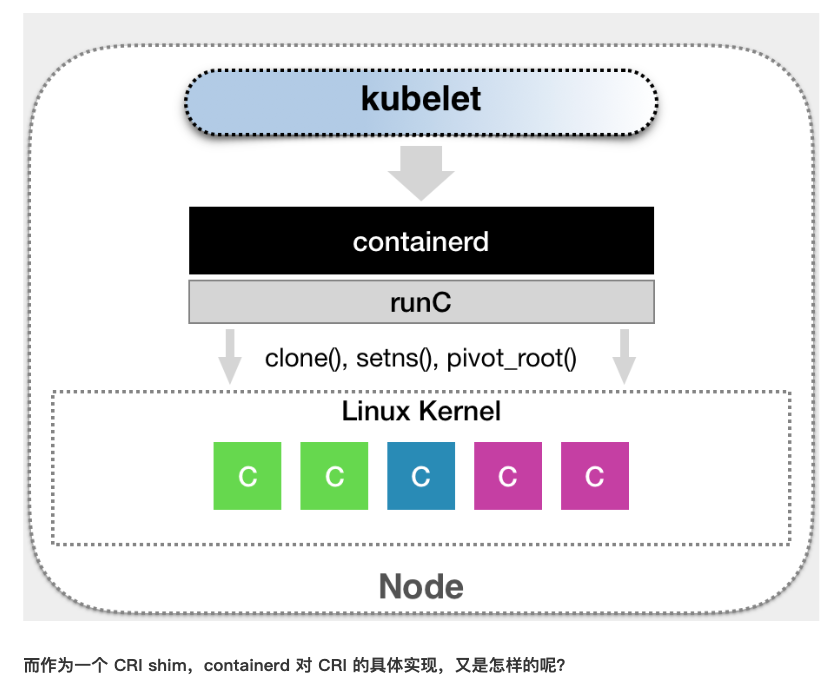 kubelet
containerd
runC
clone(), setns(), pivot_root()
Linux Kernel
C C C C C
Node
而作为一个 CRI shim，containerd 对 CRI 的具体实现，又是怎样的呢？